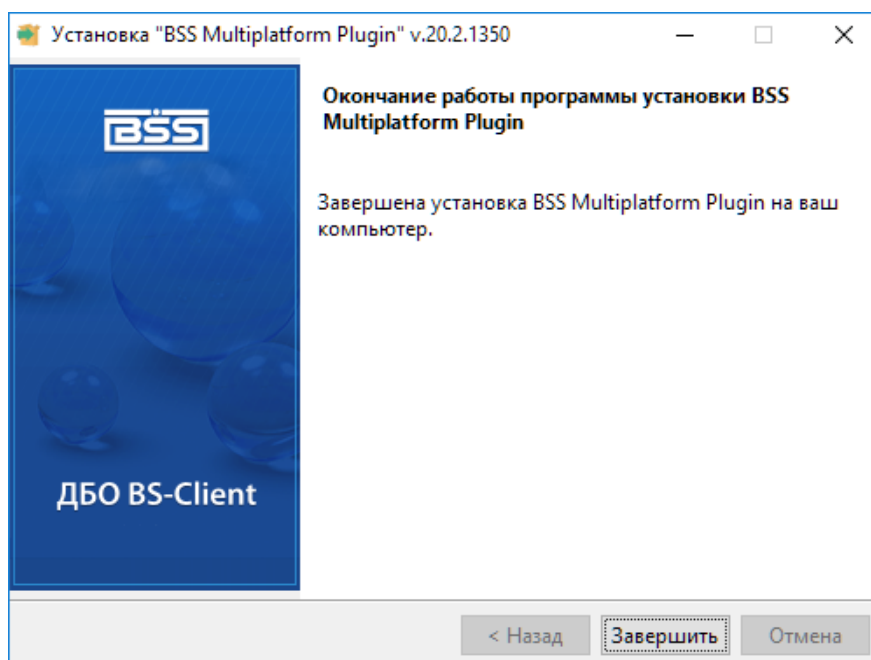 Установка "BSS Multiplatform Plugin" v.20.2.1350
BSS
Окончание работы программы установки BSS
Multiplatform Plugin
Завершена установка BSS Multiplatform Plugin на ваш
компьютер.
ДБО BS-Client
< Назад
Завершить
Отмена